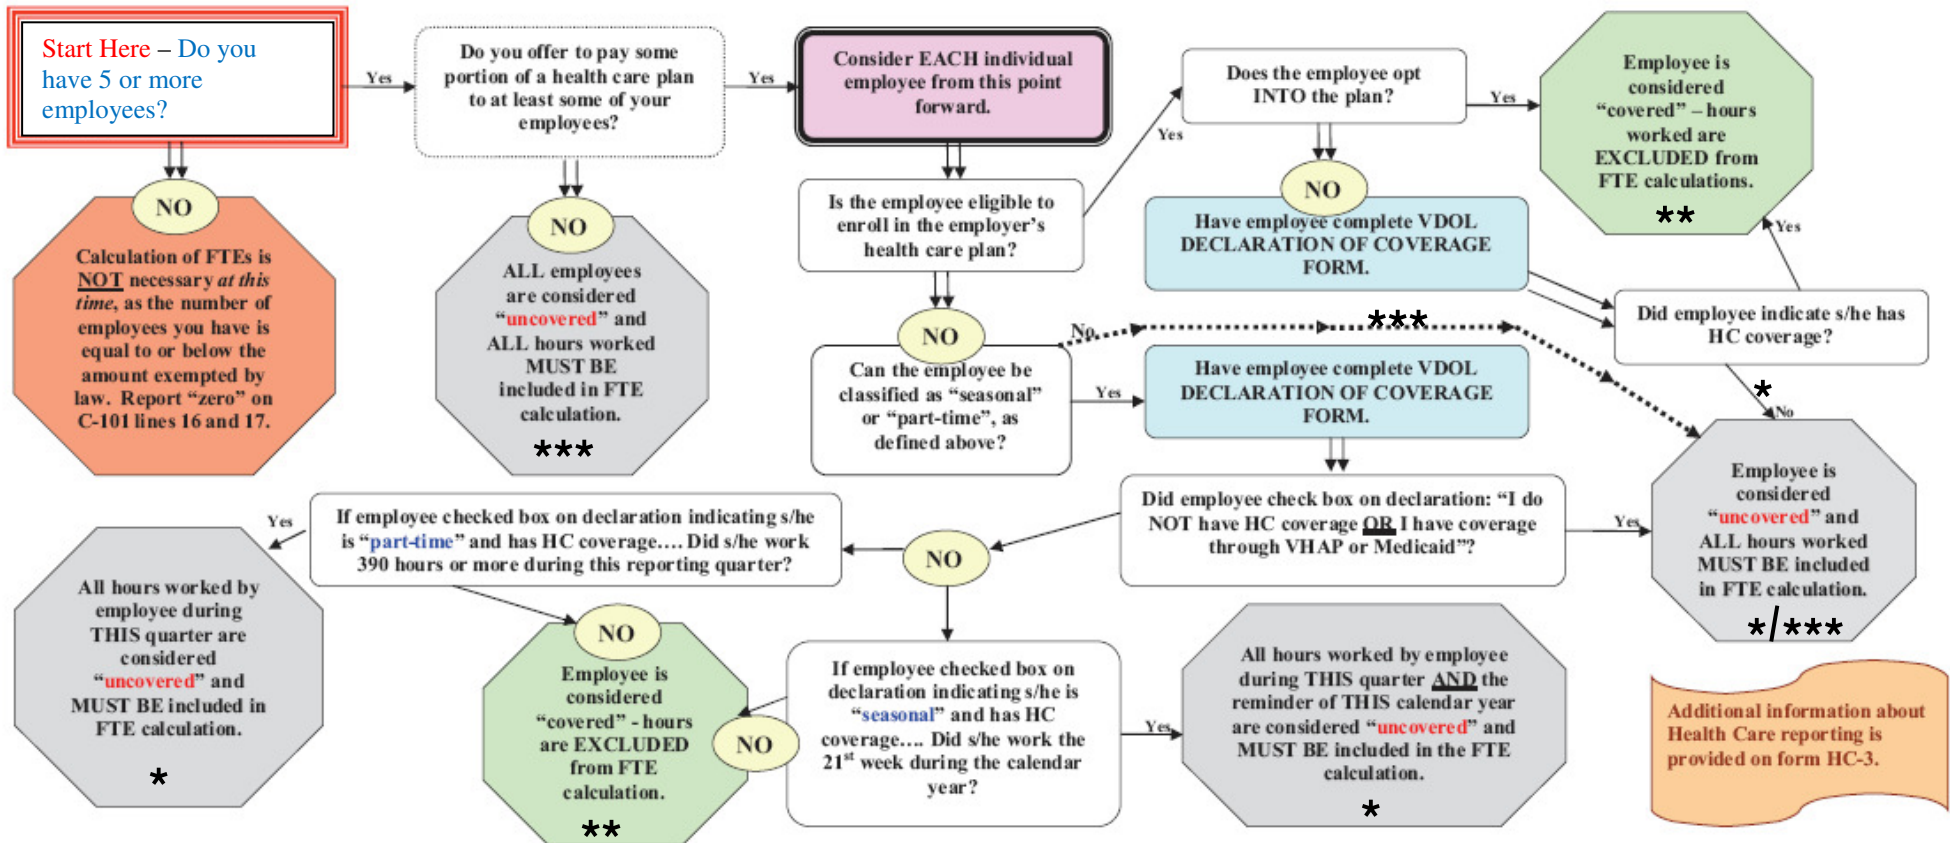 Start Here – Do you
have 5 or more
employees?
Yes
Do you offer to pay some
portion of a health care plan
to at least some of your
employees?
Yes
Consider EACH individual
employee from this point
forward.
Does the employee opt
INTO the plan?
Yes
Employee is
considered
“covered” – hours
worked are
EXCLUDED from
FTE calculations.
**
NO
Calculation of FTEs is
NOT necessary at this
time, as the number of
employees you have is
equal to or below the
amount exempted by
law. Report “zero” on
C-101 lines 16 and 17.
NO
ALL employees
are considered
“uncovered” and
ALL hours worked
MUST BE
included in FTE
calculation.
***
Is the employee eligible to
enroll in the employer's
health care plan?
Yes
NO
Have employee complete VDOL
DECLARATION OF COVERAGE
FORM.
Yes
Did employee indicate s/he has
HC coverage?
*
No
NO
Can the employee be
classified as “seasonal”
or “part-time”, as
defined above?
No
***
Yes
Have employee complete VDOL
DECLARATION OF COVERAGE
FORM.
Did employee check box on declaration: “I do
NOT have HC coverage OR I have coverage
through VHAP or Medicaid”?
Yes
Employee is
considered
“uncovered” and
ALL hours worked
MUST BE included
in FTE calculation.
*/***
NO
If employee checked box on declaration indicating s/he
is “part-time” and has HC coverage…. Did s/he work
390 hours or more during this reporting quarter?
Yes
All hours worked by
employee during
THIS quarter are
considered
“uncovered” and
MUST BE included in
FTE calculation.
*
NO
Employee is
considered
“covered” - hours
are EXCLUDED
from FTE
calculation.
**
NO
If employee checked box on
declaration indicating s/he is
“seasonal” and has HC
coverage…. Did s/he work the
21st week during the calendar
year?
Yes
All hours worked by employee
during THIS quarter AND the
reminder of THIS calendar year
are considered “uncovered” and
MUST BE included in the FTE
calculation.
*
Additional information about
Health Care reporting is
provided on form HC-3.